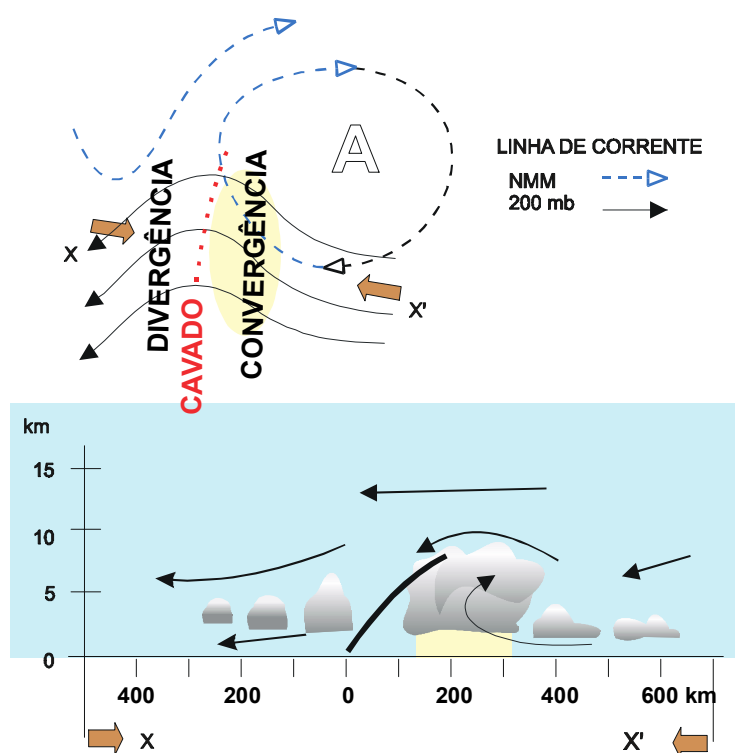 A
LINHA DE CORRENTE
NMM
200 mb
DIVERGÊNCIA
CAVADO
CONVERGÊNCIA
X
X'
km
15
10
5
0
400 200 0 200 400 600 km
X X'